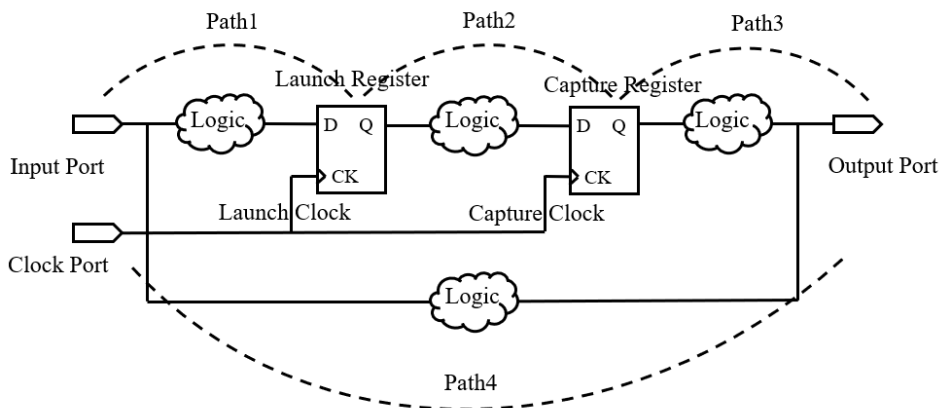 Path1
Path2
Path3
Launch Register
Capture Register
Logic
D Q
Logic
D Q
Logic
Input Port
CK
CK
Output Port
Launch Clock
Capture Clock
Clock Port
Logic
Path4